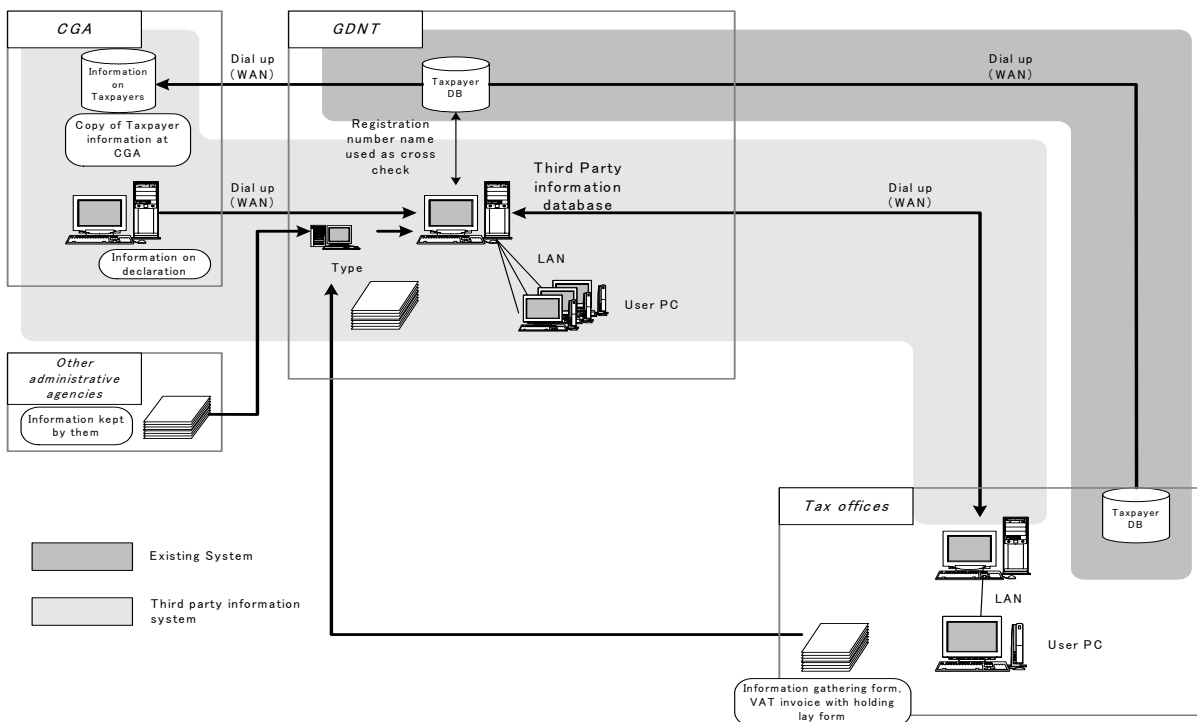 CGA
GDNT
Information
on
Taxpayers
Copy of Taxpayer
information at
CGA
Dial up
(WAN)
Taxpayer
DB
Dial up
(WAN)
Registration
number name
used as cross
check
Third Party
information
database
Dial up
(WAN)
Dial up
(WAN)
Information on
declaration
Type
LAN
User PC
Other
administrative
agencies
Information kept
by them
Tax offices
Taxpayer
DB
Existing System
Third party information
system
LAN
User PC
Information gathering form,
VAT invoice with holding
lay form